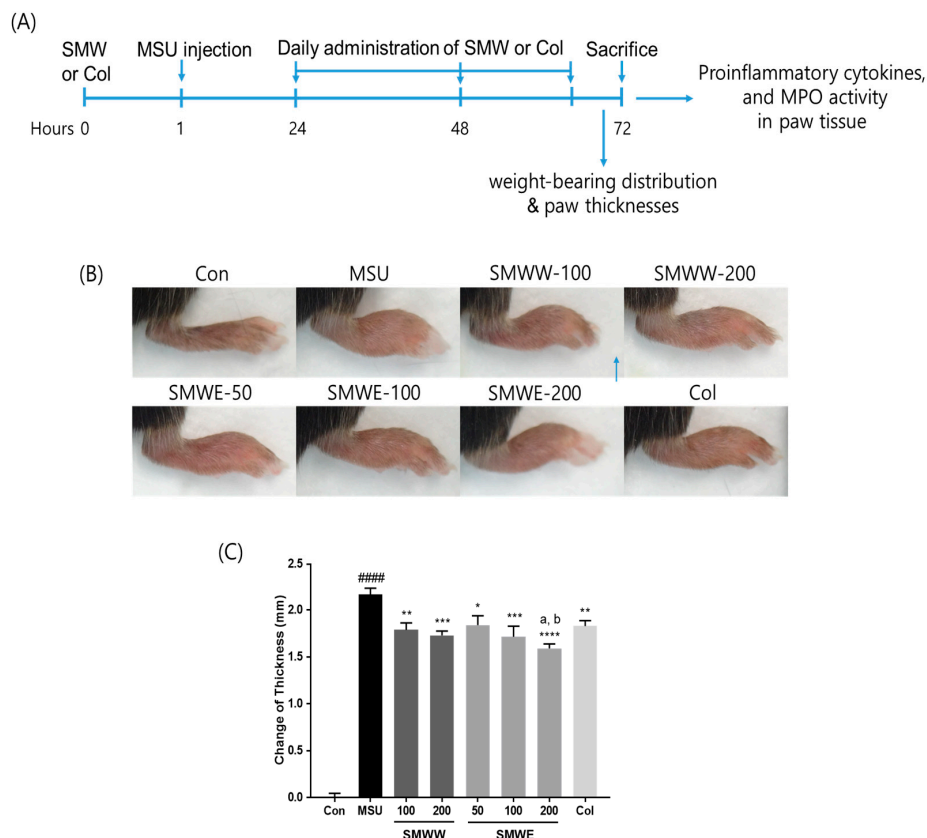 (A)
SMW
or Col
MSU injection
Daily administration of SMW or Col
Sacrifice
Proinflammatory cytokines,
and MPO activity
in paw tissue
Hours 0
1
24
48
72
weight-bearing distribution
& paw thicknesses
(B)
Con
MSU
SMWW-100
SMWW-200
SMWE-50
SMWE-100
SMWE-200
Col
(C)
Change of Thickness (mm)
2.5
2.0
1.5
1.0
0.5
0.0
####
**
***
*
***
a, b
****
**
Con
MSU
100
200
50
100
200
Col
SMWW
SMWE